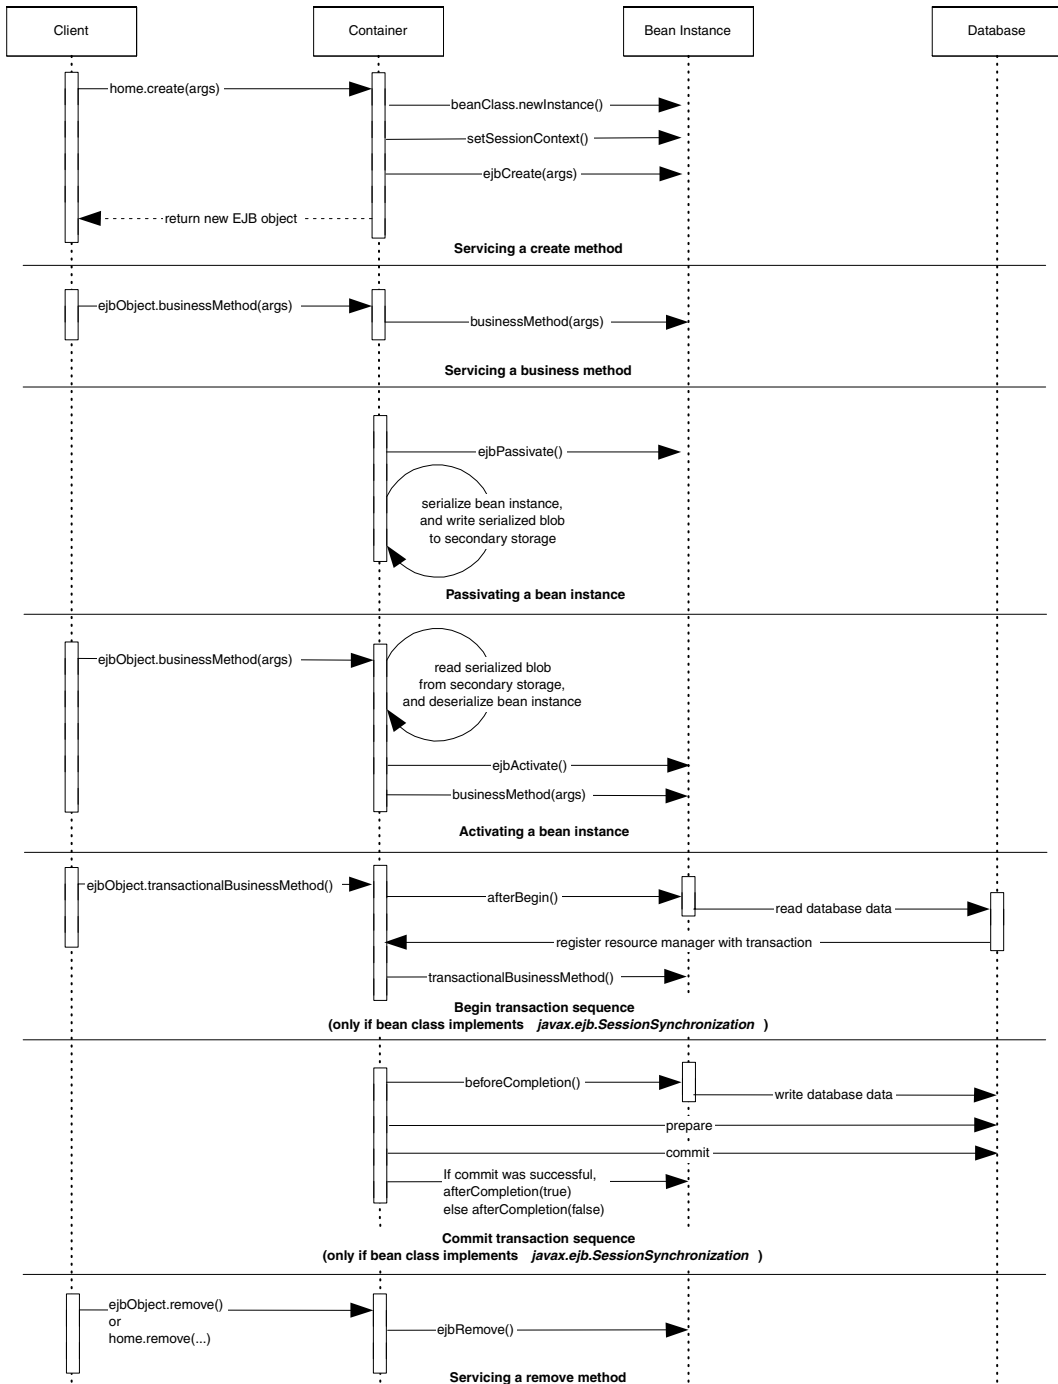 Client
Container
Bean Instance
Database
home.create(args)
beanClass.newInstance()
setSessionContext()
ejbCreate(args)
return new EJB object
Servicing a create method
ejbObject.businessMethod(args)
businessMethod(args)
Servicing a business method
ejbPassivate()
serialize bean instance,
and write serialized blob
to secondary storage
Passivating a bean instance
ejbObject.businessMethod(args)
read serialized blob
from secondary storage,
and deserialize bean instance
ejbActivate()
businessMethod(args)
Activating a bean instance
ejbObject.transactionalBusinessMethod()
afterBegin()
read database data
register resource manager with transaction
transactionalBusinessMethod()
Begin transaction sequence
(only if bean class implements javax.ejb.SessionSynchronization )
beforeCompletion()
write database data
prepare
commit
If commit was successful,
afterCompletion(true)
else afterCompletion(false)
Commit transaction sequence
(only if bean class implements javax.ejb.SessionSynchronization )
ejbObject.remove()
or
home.remove(...)
ejbRemove()
Servicing a remove method